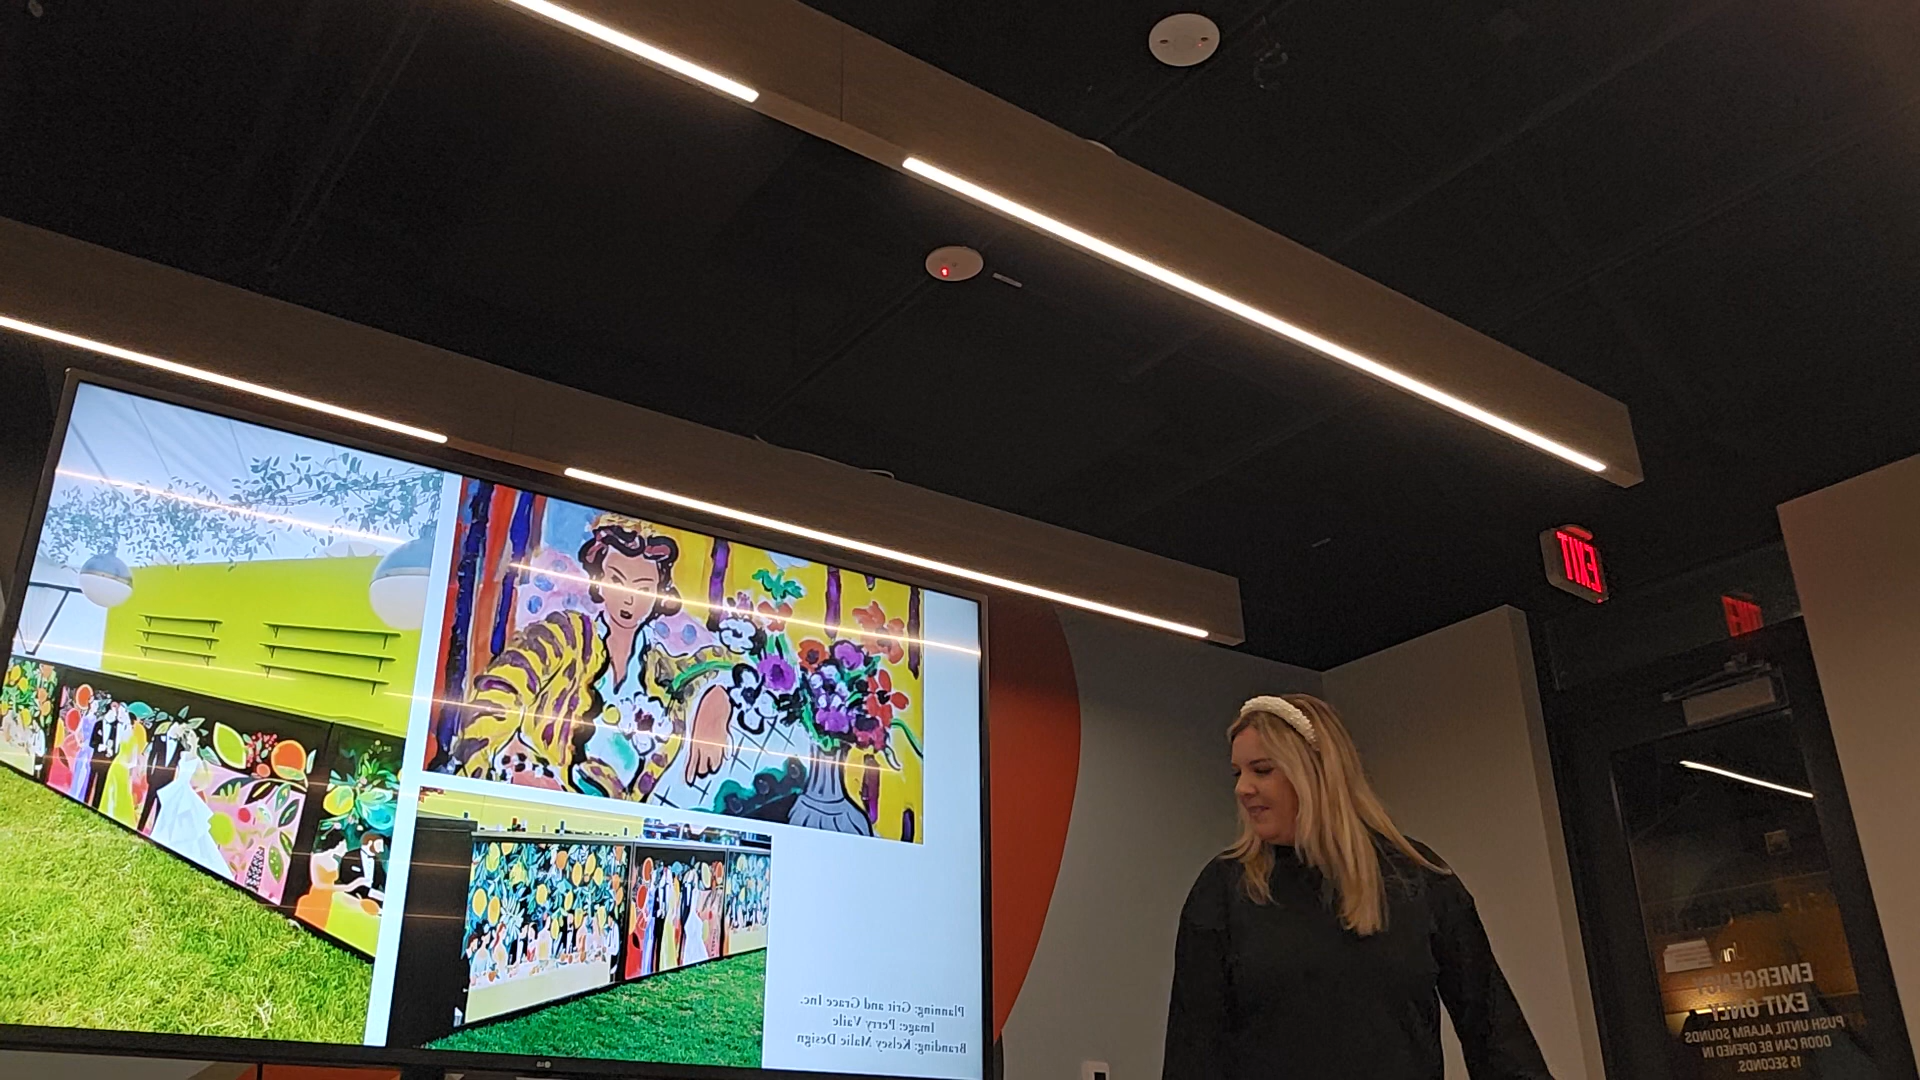 EXIT
EXIT
Planning: Grit and Grace Inc.
Image: Perry Vaile
Branding: Kelsey Malie Design
LG
EMERGENCY
EXIT ONLY
PUSH UNTIL ALARM SOUNDS
DOOR CAN BE OPENED IN
15 SECONDS.